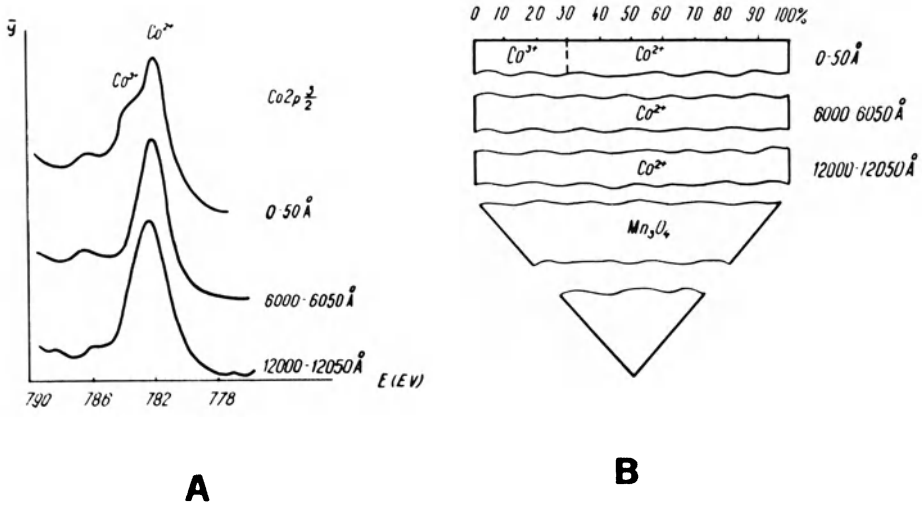 ȳ
Co²⁺
Co³⁺
Co2p 3/2
0-50Å
6000-6050Å
12000-12050Å
E(EV)
790 786 782 778
A
0 10 20 30 40 50 60 70 80 90 100%
Co³⁺ Co²⁺ 0-50Å
Co²⁺ 6000-6050Å
Co²⁺ 12000-12050Å
Mn₃O₄
B